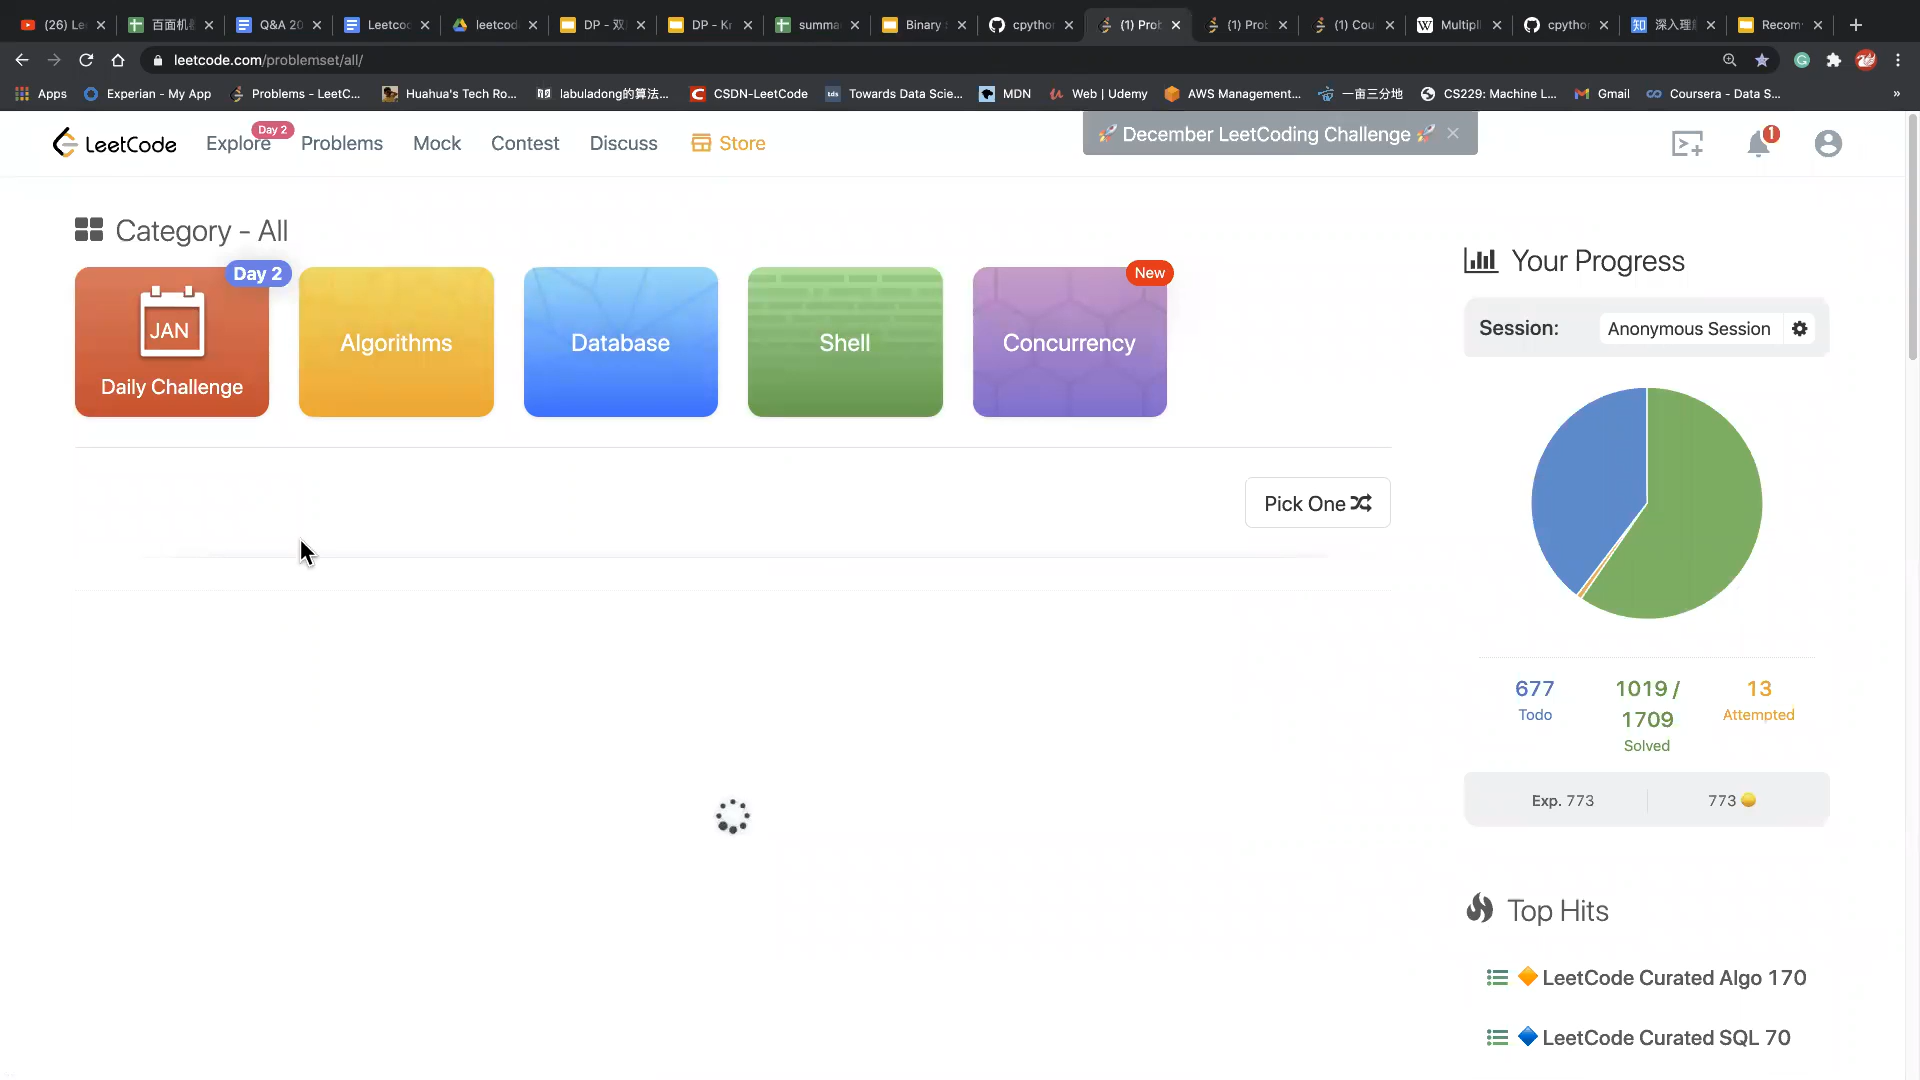 (26) Le
百面机
Q&A 20
Leetco
leetcod
DP - 双
DP - Kr
summa
Binary
cpytho
(1) Prob
(1) Prob
(1) Cou
Multipli
cpytho
深入理
Recom
leetcode.com/problemset/all/
Apps
Experian - My App
Problems - LeetC...
Huahua's Tech Ro...
labuladong的算法...
CSDN-LeetCode
Towards Data Scie...
MDN
Web | Udemy
AWS Management...
一亩三分地
CS229: Machine L...
Gmail
Coursera - Data S...
»
LeetCode
Explore
Day 2
Problems
Mock
Contest
Discuss
Store
🚀 December LeetCoding Challenge 🚀
1
Category - All
Day 2
JAN
Daily Challenge
Algorithms
Database
Shell
New
Concurrency
Pick One
Your Progress
Session:
Anonymous Session
677
Todo
1019 /
1709
Solved
13
Attempted
Exp. 773
773
Top Hits
🔶 LeetCode Curated Algo 170
🔷 LeetCode Curated SQL 70